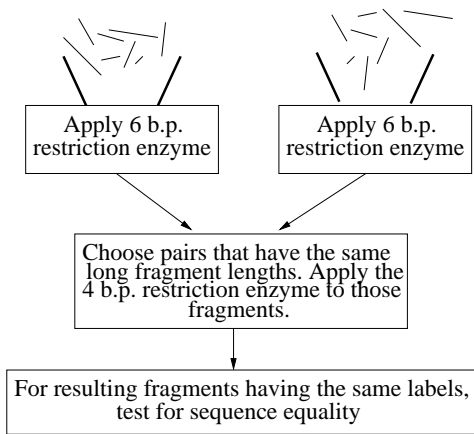 Apply 6 b.p.
restriction enzyme
Apply 6 b.p.
restriction enzyme
Choose pairs that have the same
long fragment lengths. Apply the
4 b.p. restriction enzyme to those
fragments.
For resulting fragments having the same labels,
test for sequence equality